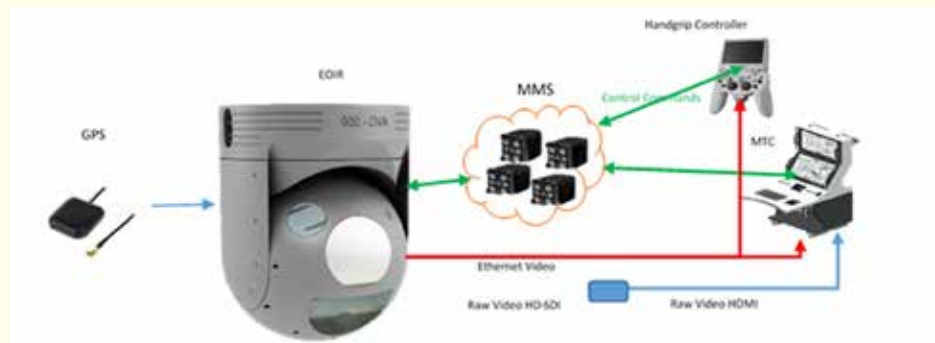 Handgrip Controller
EOIR
MMS
Control Commands
GPS
MTC
Ethernet Video
Raw Video HD-SDI
Raw Video HDMI